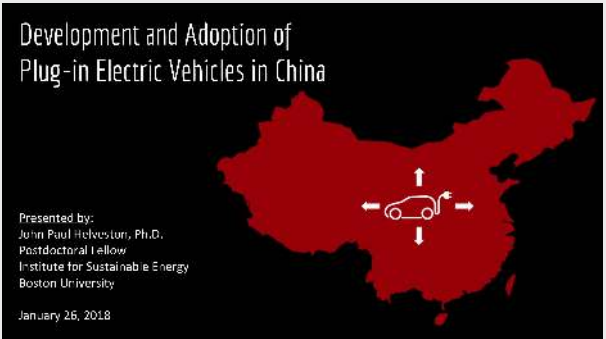 Development and Adoption of
Plug-in Electric Vehicles in China
Presented by:
John Paul Helveston, Ph.D.
Postdoctoral Fellow
Institute for Sustainable Energy
Boston University
January 26, 2018